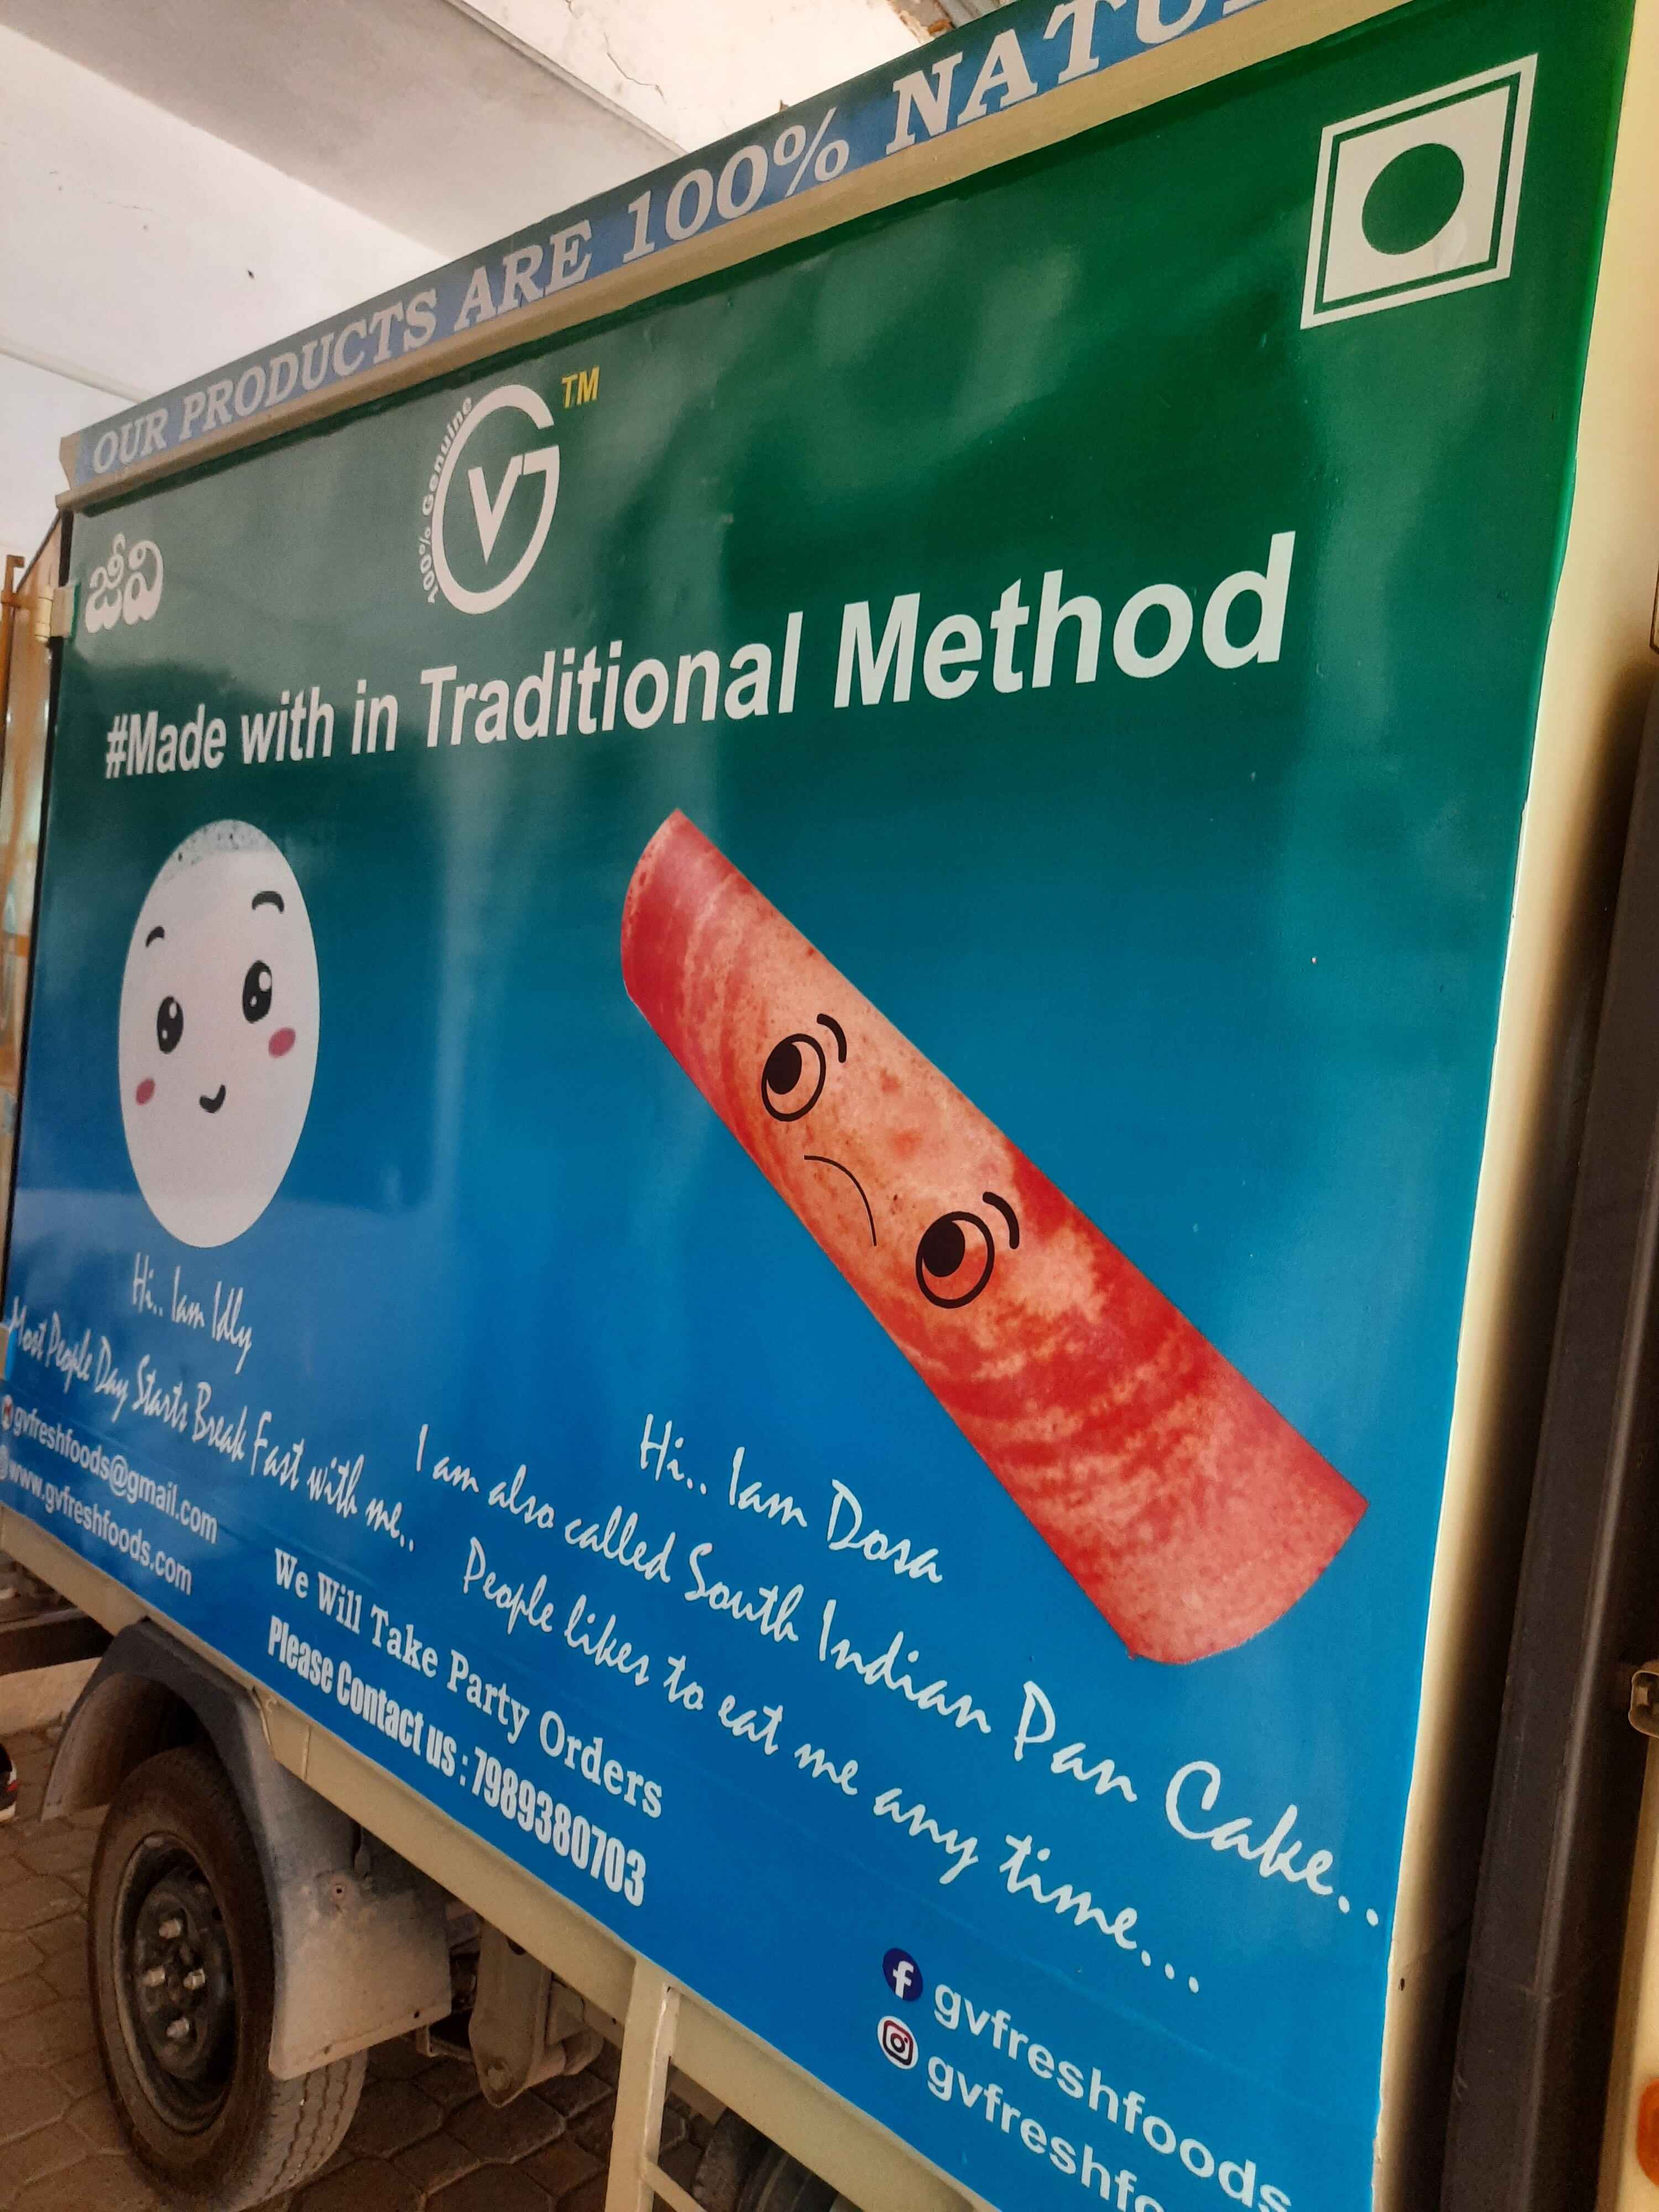 OUR PRODUCTS ARE 100%
జీవి
100% Genuine
GV TM
#Made with in Traditional Method
Hi.. Iam Idly
Most People Day Starts Break Fast with me..
gvfreshfoods@gmail.com
www.gvfreshfoods.com
Hi.. Iam Dosa
I am also called South Indian Pan Cake..
People likes to eat me any time...
We Will Take Party Orders
Please Contact us : 7989380703
gvfreshfoods